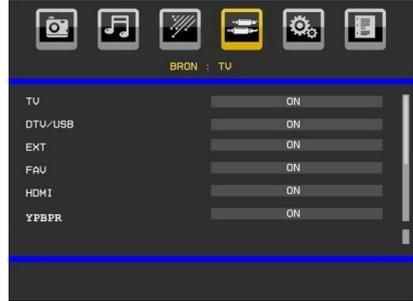 BRON : TV
TV ON
DTV/USB ON
EXT ON
FAV ON
HDMI ON
YPBPR ON